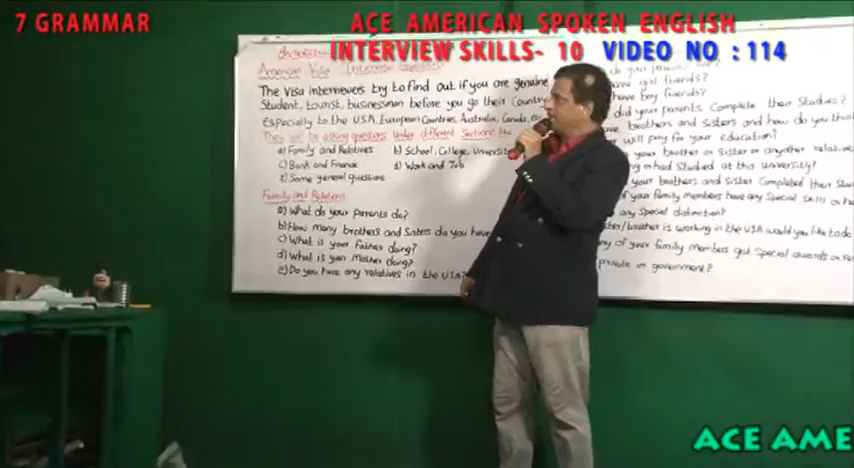 7 GRAMMAR
ACE AMERICAN SPOKEN ENGLISH
INTERVIEW SKILLS- 10 VIDEO NO : 114
American Visa Interview
The Visa interviewers try to find out if you are genuine
Student, tourist, businessman before you go their Country
Especially to the USA, European Countries, Australia, Canada, etc
They will be asking questions Under different Sections like
a) Family and Relatives b) School, College, University
c) Bank and Finance d) Work and Job
e) Some general questions
Family and Relatives
a) What do your parents do?
b) How many brothers and Sisters do you have
c) What is your father doing?
d) What is your mother doing?
e) Do you have any relatives in the USA
have girl friends?
have boy friends?
did your parents Complete their Studies?
brothers and Sisters and how do you
will pay for your education?
your brother or sister or another relative
or had Studied at this university?
your brothers and sister Completed their
of your family members have any Special Skills or
any Special distinction?
sister/brother is working in the USA would you like to do
any of your family members got Special awards or
private or government?
ACE AME